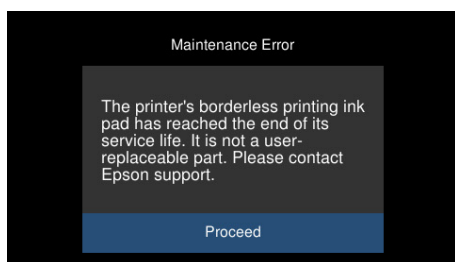 Maintenance Error
The printer's borderless printing ink
pad has reached the end of its
service life. It is not a user-
replaceable part. Please contact
Epson support.
Proceed